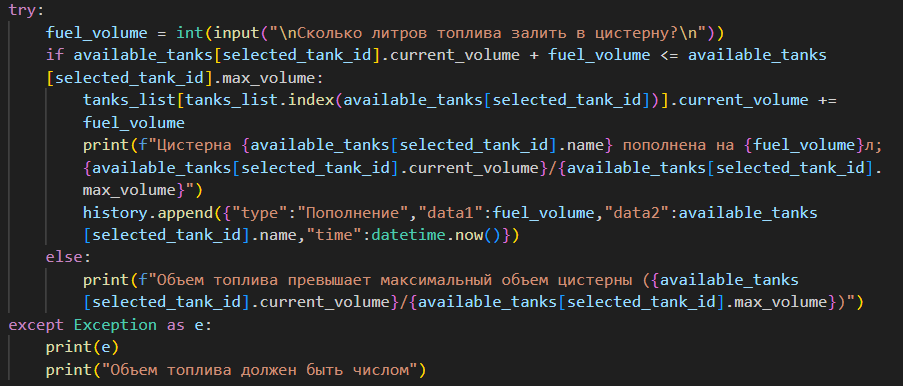 try:
    fuel_volume = int(input("\nСколько литров топлива залить в цистерну?\n"))
    if available_tanks[selected_tank_id].current_volume + fuel_volume <= available_tanks
    [selected_tank_id].max_volume:
        tanks_list[tanks_list.index(available_tanks[selected_tank_id])].current_volume +=
        fuel_volume
        print(f"Цистерна {available_tanks[selected_tank_id].name} пополнена на {fuel_volume}л;
        {available_tanks[selected_tank_id].current_volume}/{available_tanks[selected_tank_id].
        max_volume}")
        history.append({"type":"Пополнение","data1":fuel_volume,"data2":available_tanks
        [selected_tank_id].name,"time":datetime.now()})
    else:
        print(f"Объем топлива превышает максимальный объем цистерны ({available_tanks
        [selected_tank_id].current_volume}/{available_tanks[selected_tank_id].max_volume})")
except Exception as e:
    print(e)
    print("Объем топлива должен быть числом")